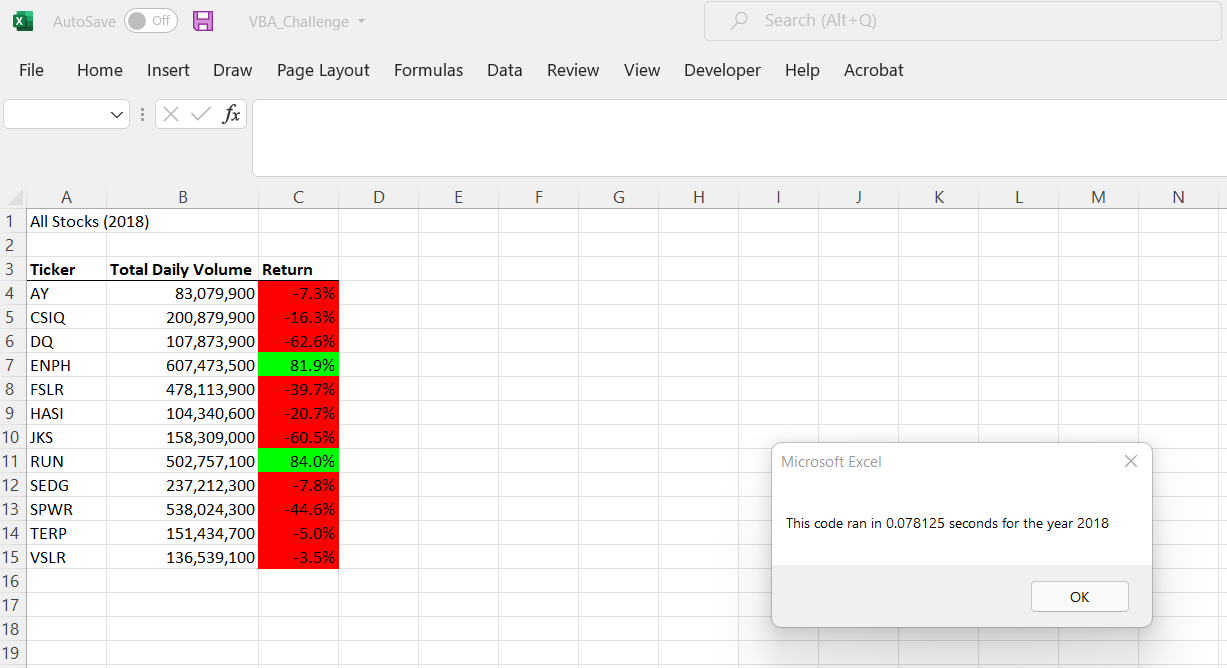 AutoSave Off VBA_Challenge Search (Alt+Q)
File Home Insert Draw Page Layout Formulas Data Review View Developer Help Acrobat
fx
A B C D E F G H I J K L M N
1 All Stocks (2018)
2
3 Ticker Total Daily Volume Return
4 AY 83,079,900 -7.3%
5 CSIQ 200,879,900 -16.3%
6 DQ 107,873,900 -62.6%
7 ENPH 607,473,500 81.9%
8 FSLR 478,113,900 -39.7%
9 HASI 104,340,600 -20.7%
10 JKS 158,309,000 -60.5%
11 RUN 502,757,100 84.0%
12 SEDG 237,212,300 -7.8%
13 SPWR 538,024,300 -44.6%
14 TERP 151,434,700 -5.0%
15 VSLR 136,539,100 -3.5%
16
17
18
19
Microsoft Excel
This code ran in 0.078125 seconds for the year 2018
OK